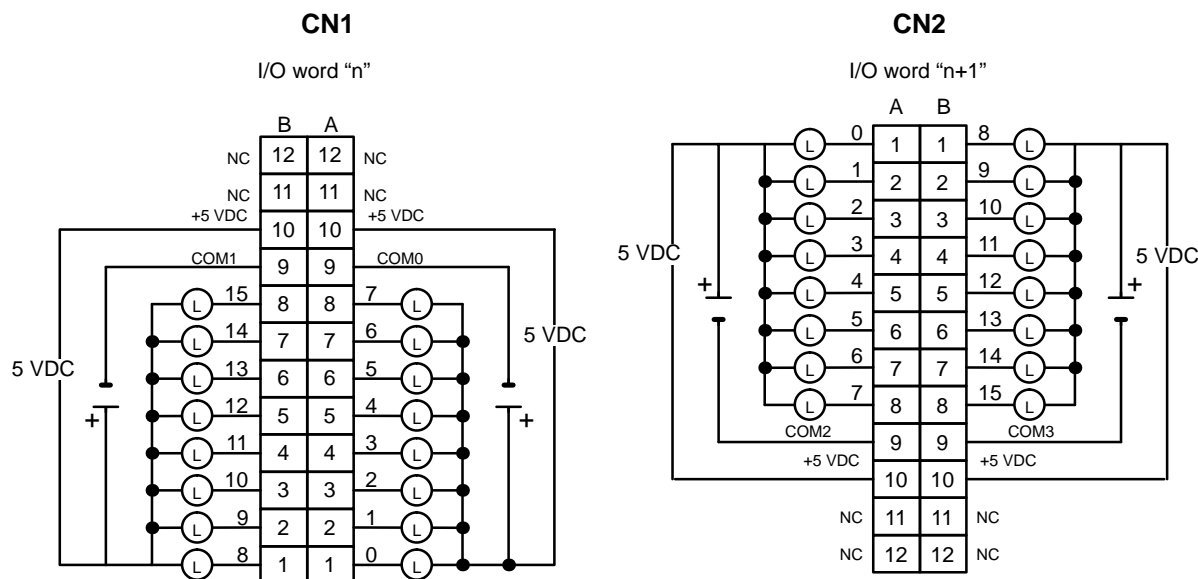 CN1
I/O word “n”
B A
NC 12 12 NC
NC 11 11 NC
+5 VDC 10 10 +5 VDC
COM1 9 9 COM0
L 15 8 8 7 L
L 14 7 7 6 L
5 VDC 5 VDC
L 13 6 6 5 L
L 12 5 5 4 L
+ +
L 11 4 4 3 L
L 10 3 3 2 L
L 9 2 2 1 L
L 8 1 1 0 L
CN2
I/O word “n+1”
A B
L 0 1 1 8 L
L 1 2 2 9 L
L 2 3 3 10 L
5 VDC L 3 4 4 11 L 5 VDC
+ L 4 5 5 12 L +
L 5 6 6 13 L
L 6 7 7 14 L
L 7 8 8 15 L
COM2 9 9 COM3
+5 VDC 10 10 +5 VDC
NC 11 11 NC
NC 12 12 NC